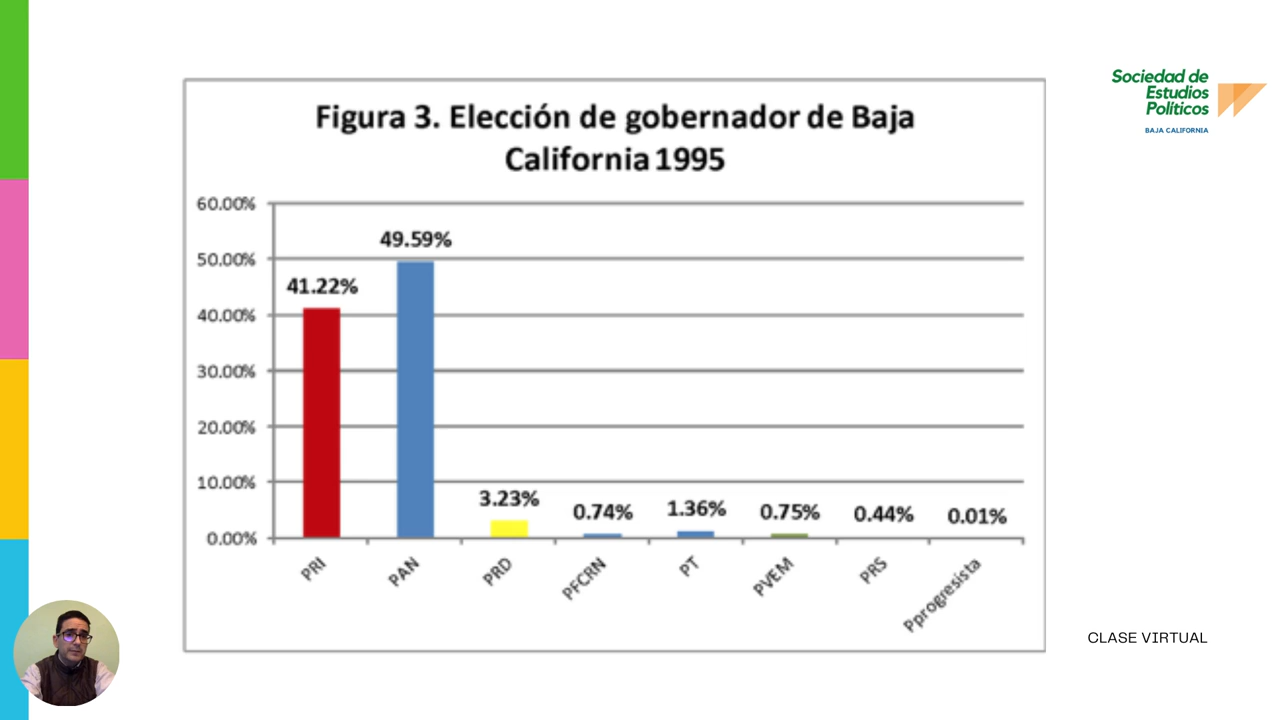 Figura 3. Elección de gobernador de Baja
California 1995
60.00%
50.00%
40.00%
30.00%
20.00%
10.00%
0.00%
41.22%
49.59%
3.23%
0.74%
1.36%
0.75%
0.44%
0.01%
PRI
PAN
PRD
PFCRN
PT
PVEM
PRS
Pprogresista
Sociedad de
Estudios
Políticos
BAJA CALIFORNIA
CLASE VIRTUAL